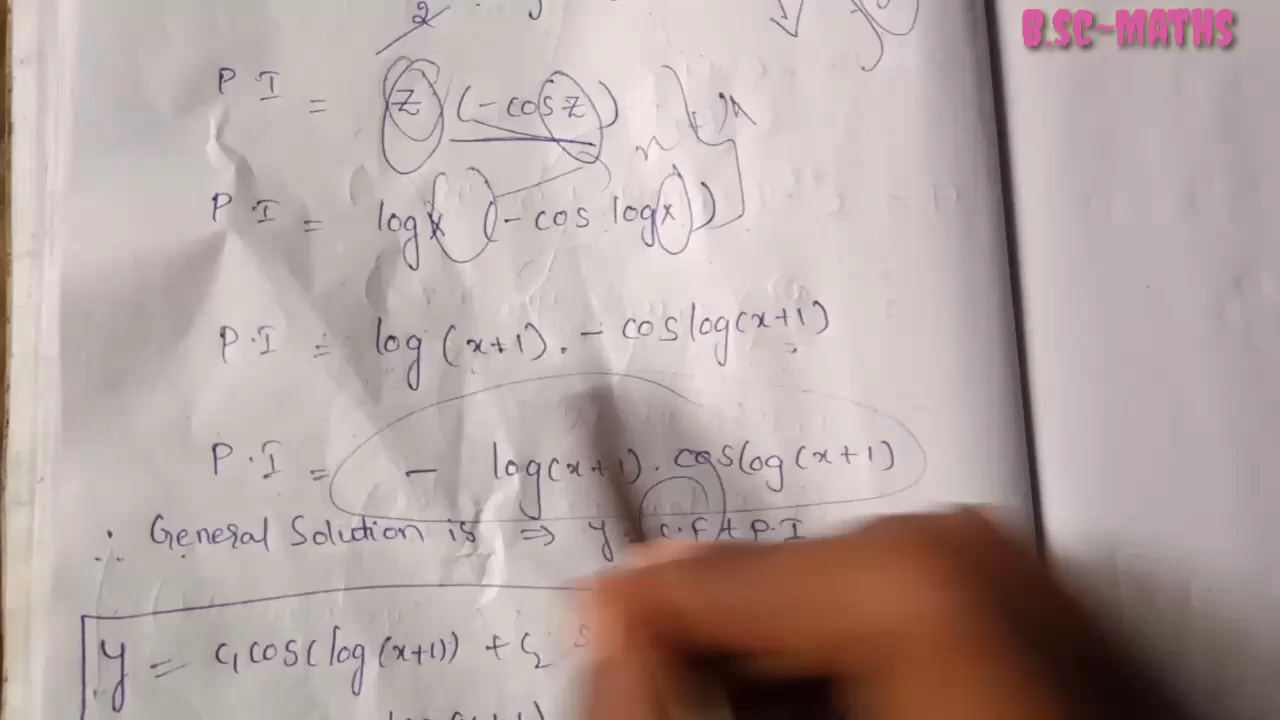 B.SC-MATHS
2
P I = z (-cos z)
P I = log x (-cos log x)
P.I = log (x+1). - cos log(x+1)
P.I = - log(x+1). cos log(x+1)
∴ General Solution is ⇒ y = C.F + P.I
y = c₁ cos(log(x+1)) + c₂